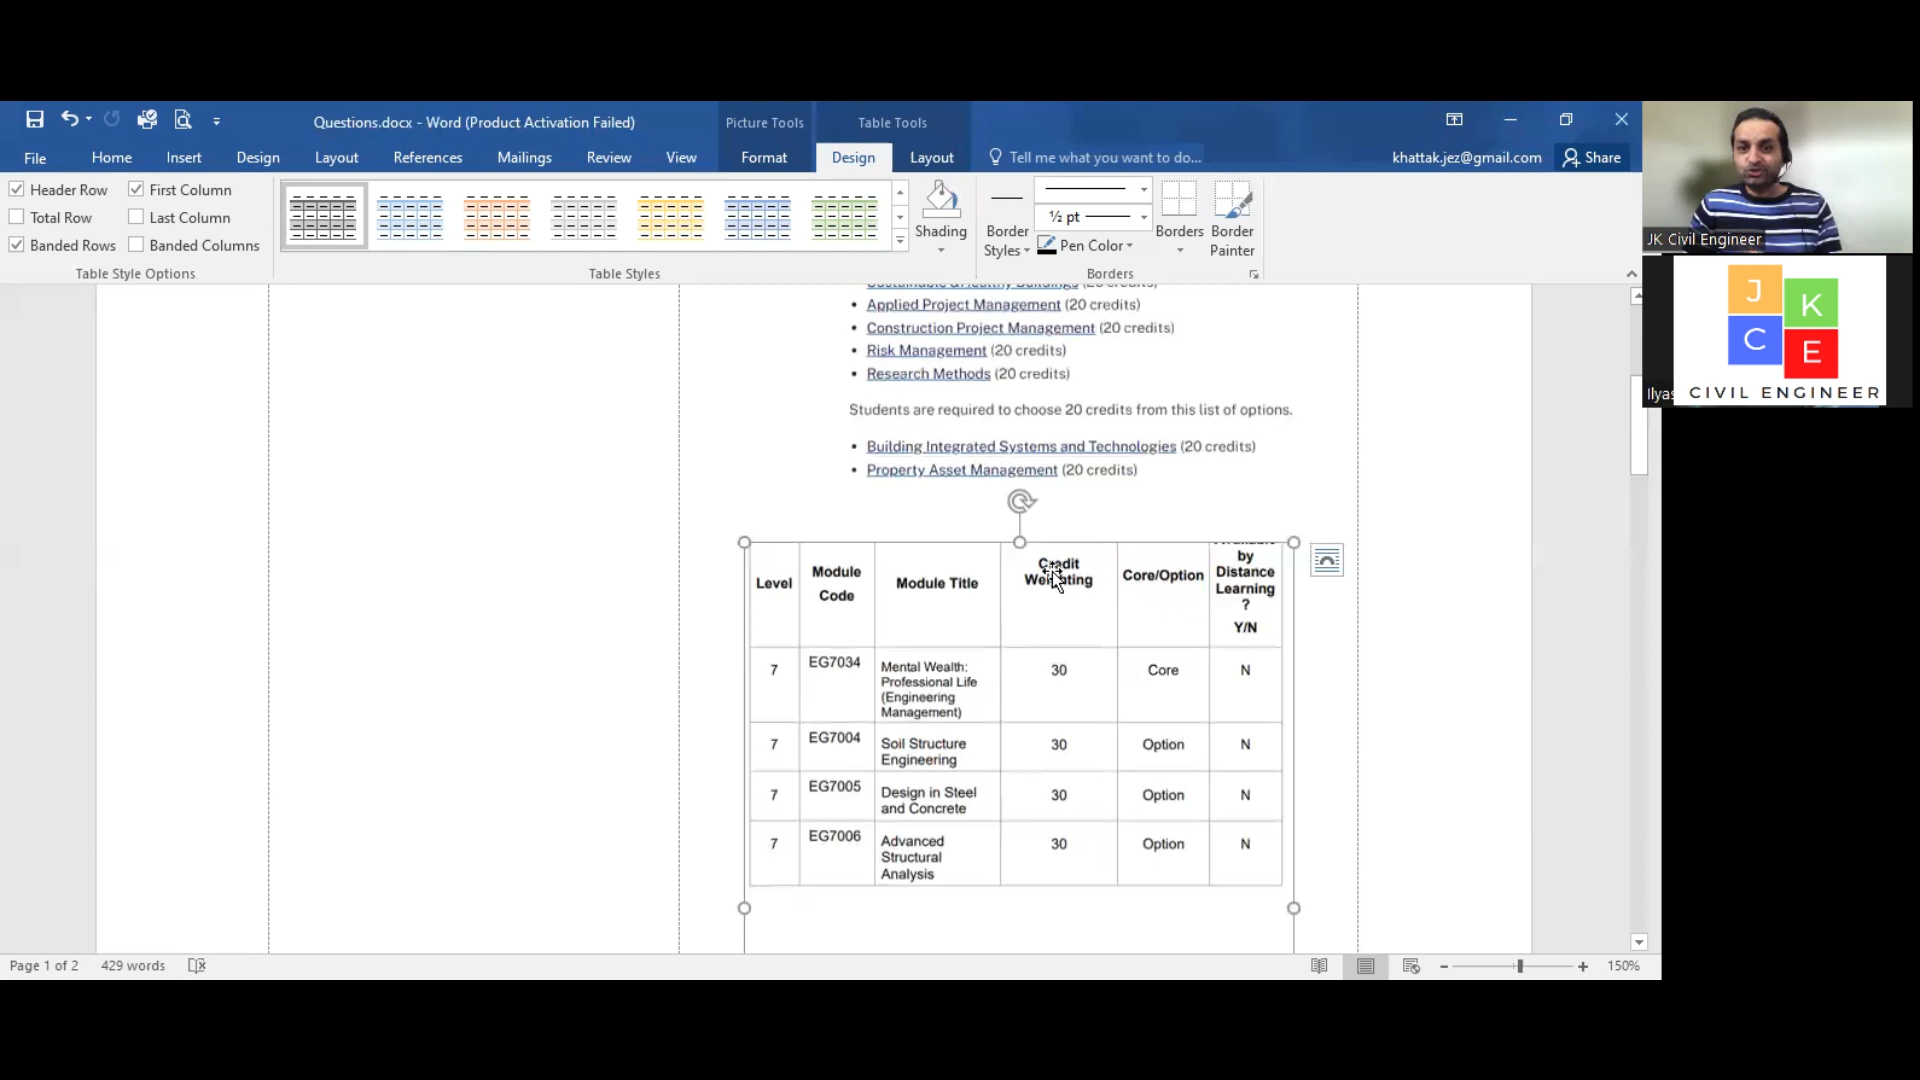 Questions.docx - Word (Product Activation Failed)
Picture Tools
Table Tools
File
Home
Insert
Design
Layout
References
Mailings
Review
View
Format
Design
Layout
Tell me what you want to do...
khattak.jez@gmail.com
Share
Header Row
First Column
Total Row
Last Column
Banded Rows
Banded Columns
Table Style Options
Table Styles
Shading
Border
Styles
½ pt
Pen Color
Borders
Border
Painter
Borders
JK Civil Engineer
J
K
C
E
CIVIL ENGINEER
Sustainable & Healthy Buildings (20 credits)
• Applied Project Management (20 credits)
• Construction Project Management (20 credits)
• Risk Management (20 credits)
• Research Methods (20 credits)
Students are required to choose 20 credits from this list of options.
• Building Integrated Systems and Technologies (20 credits)
• Property Asset Management (20 credits)
Level
Module
Code
Module Title
Credit
Weighting
Core/Option
by
Distance
Learning
?
Y/N
7
EG7034
Mental Wealth:
Professional Life
(Engineering
Management)
30
Core
N
7
EG7004
Soil Structure
Engineering
30
Option
N
7
EG7005
Design in Steel
and Concrete
30
Option
N
7
EG7006
Advanced
Structural
Analysis
30
Option
N
Page 1 of 2
429 words
150%